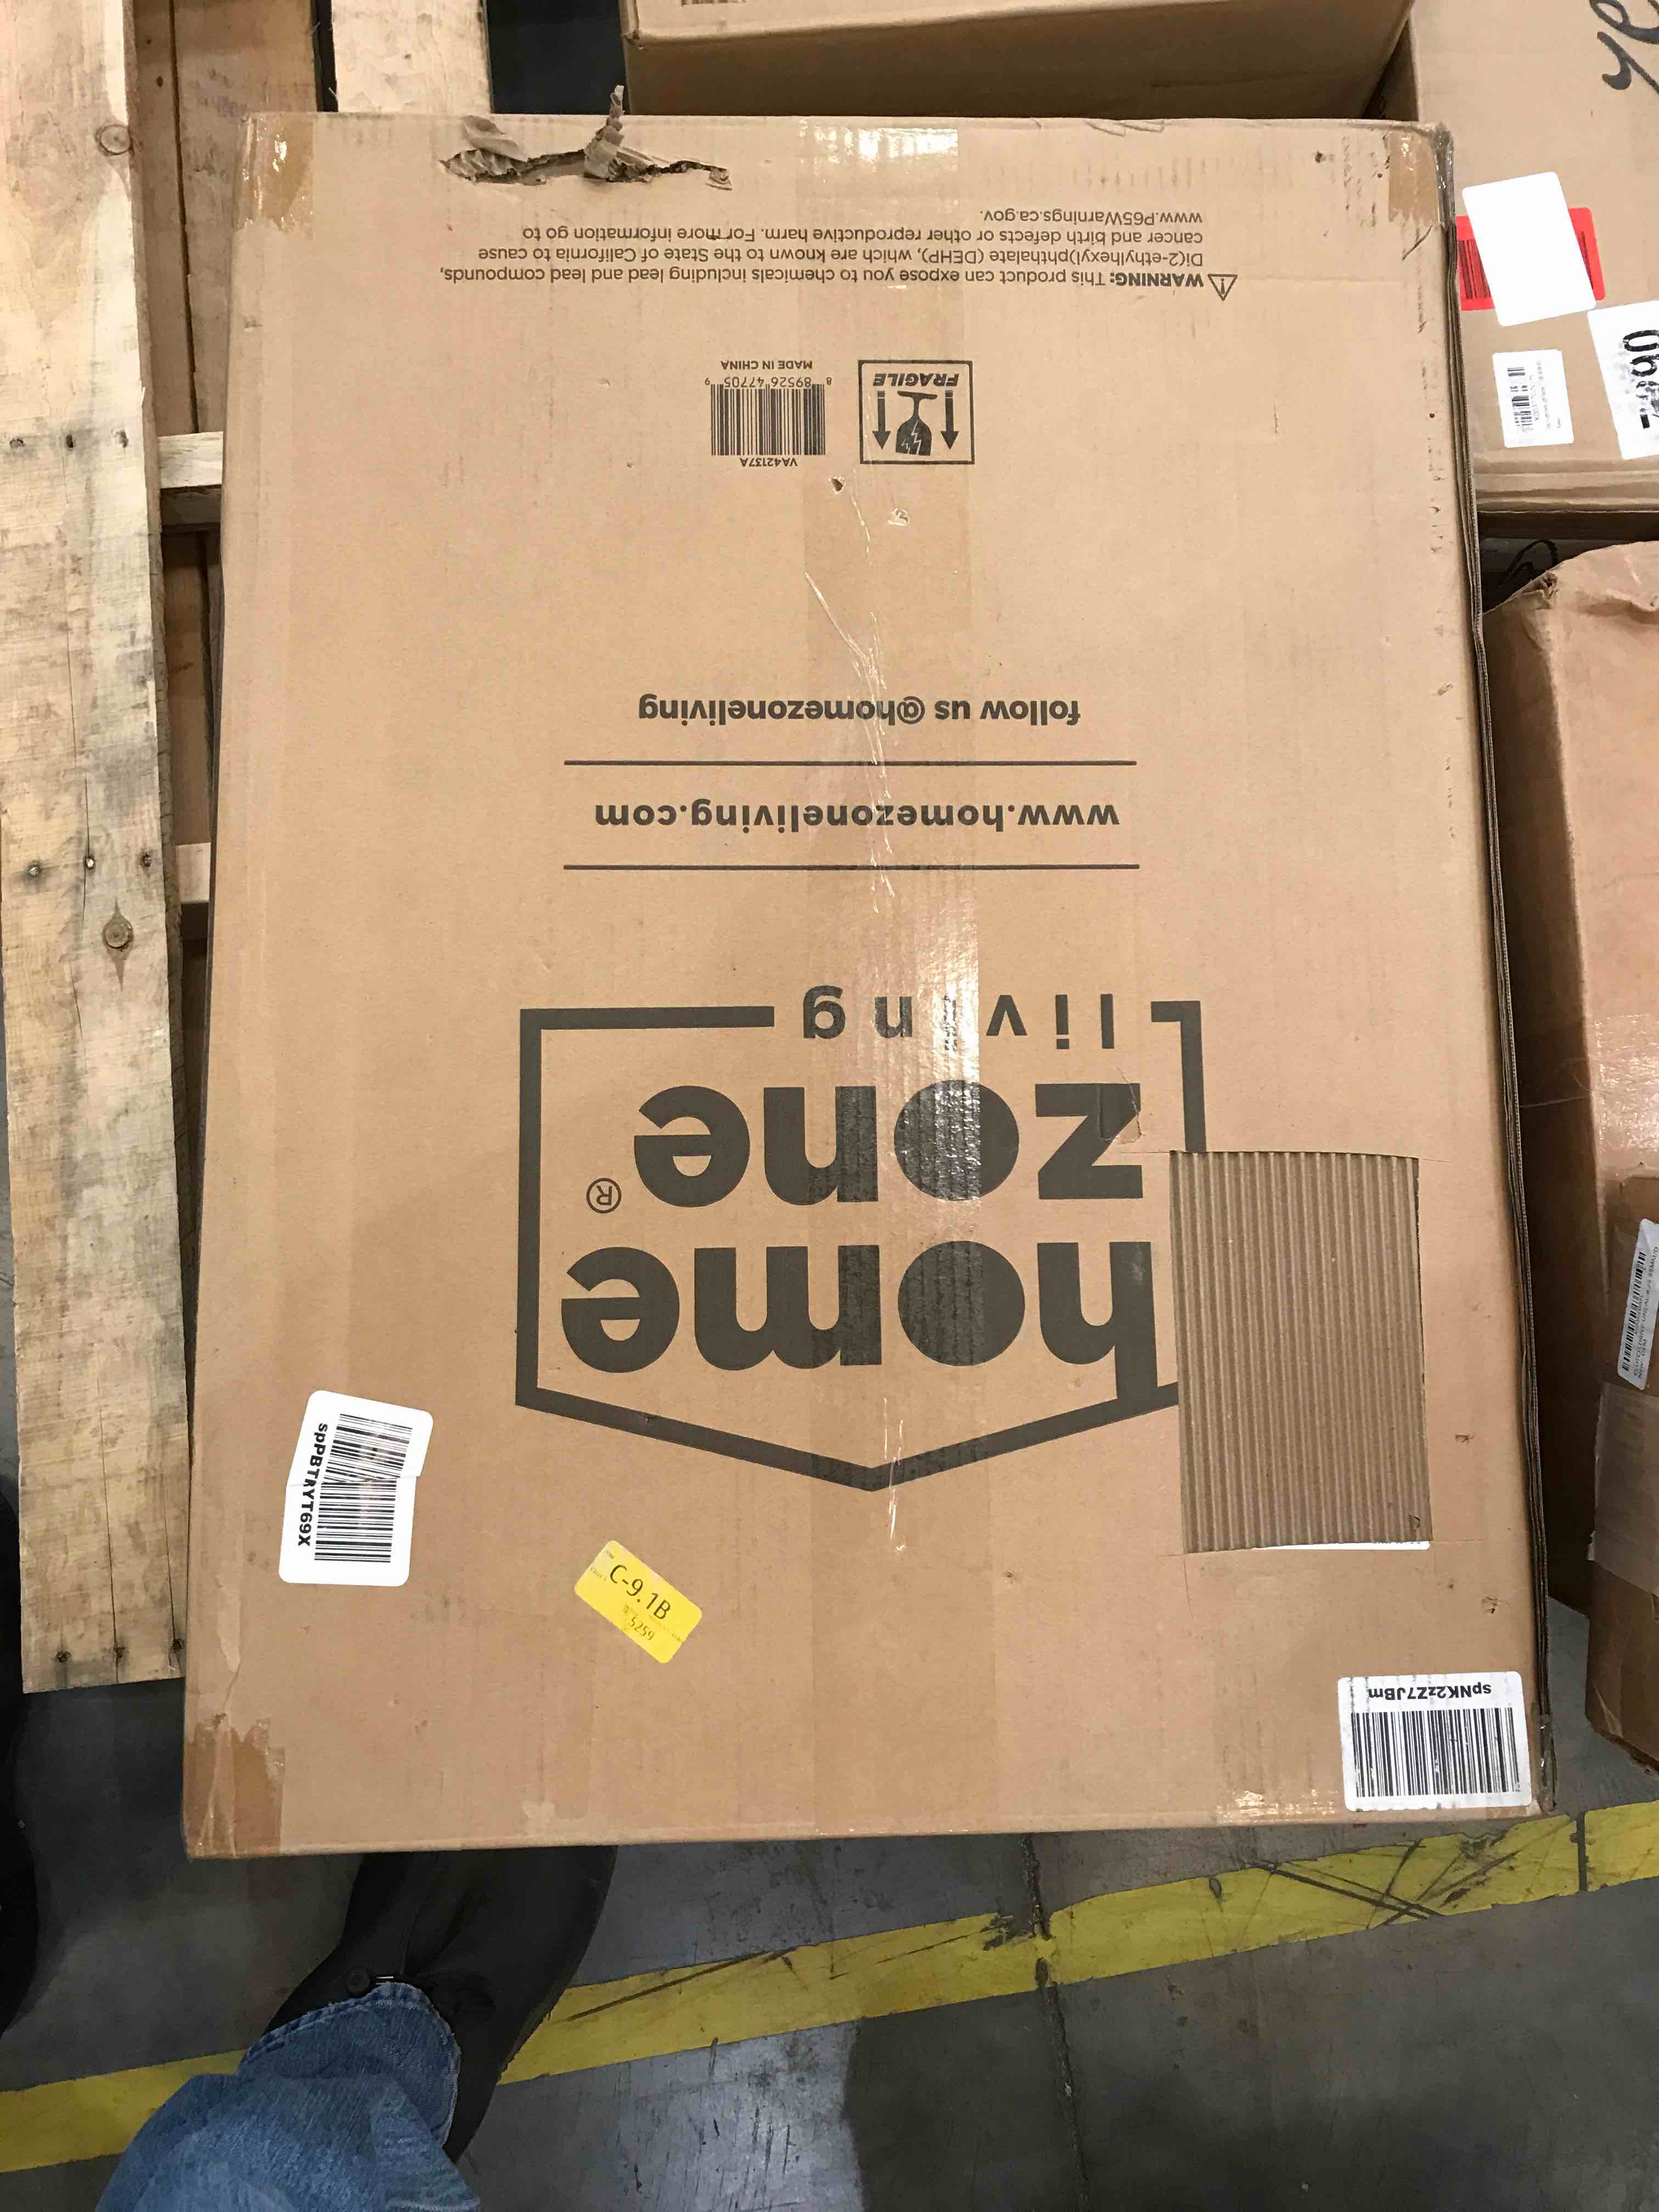 home
zone®
living
www.homezoneliving.com
follow us @homezoneliving
VA42137A
8 89526 47705 9
MADE IN CHINA
FRAGILE
WARNING: This product can expose you to chemicals including lead and lead compounds,
Di(2-ethylhexyl)phthalate (DEHP), which are known to the State of California to cause
cancer and birth defects or other reproductive harm. For more information go to
www.P65Warnings.ca.gov.
spPBTRYT69X
C-9.1B
5259
spNK2zZ7JBm